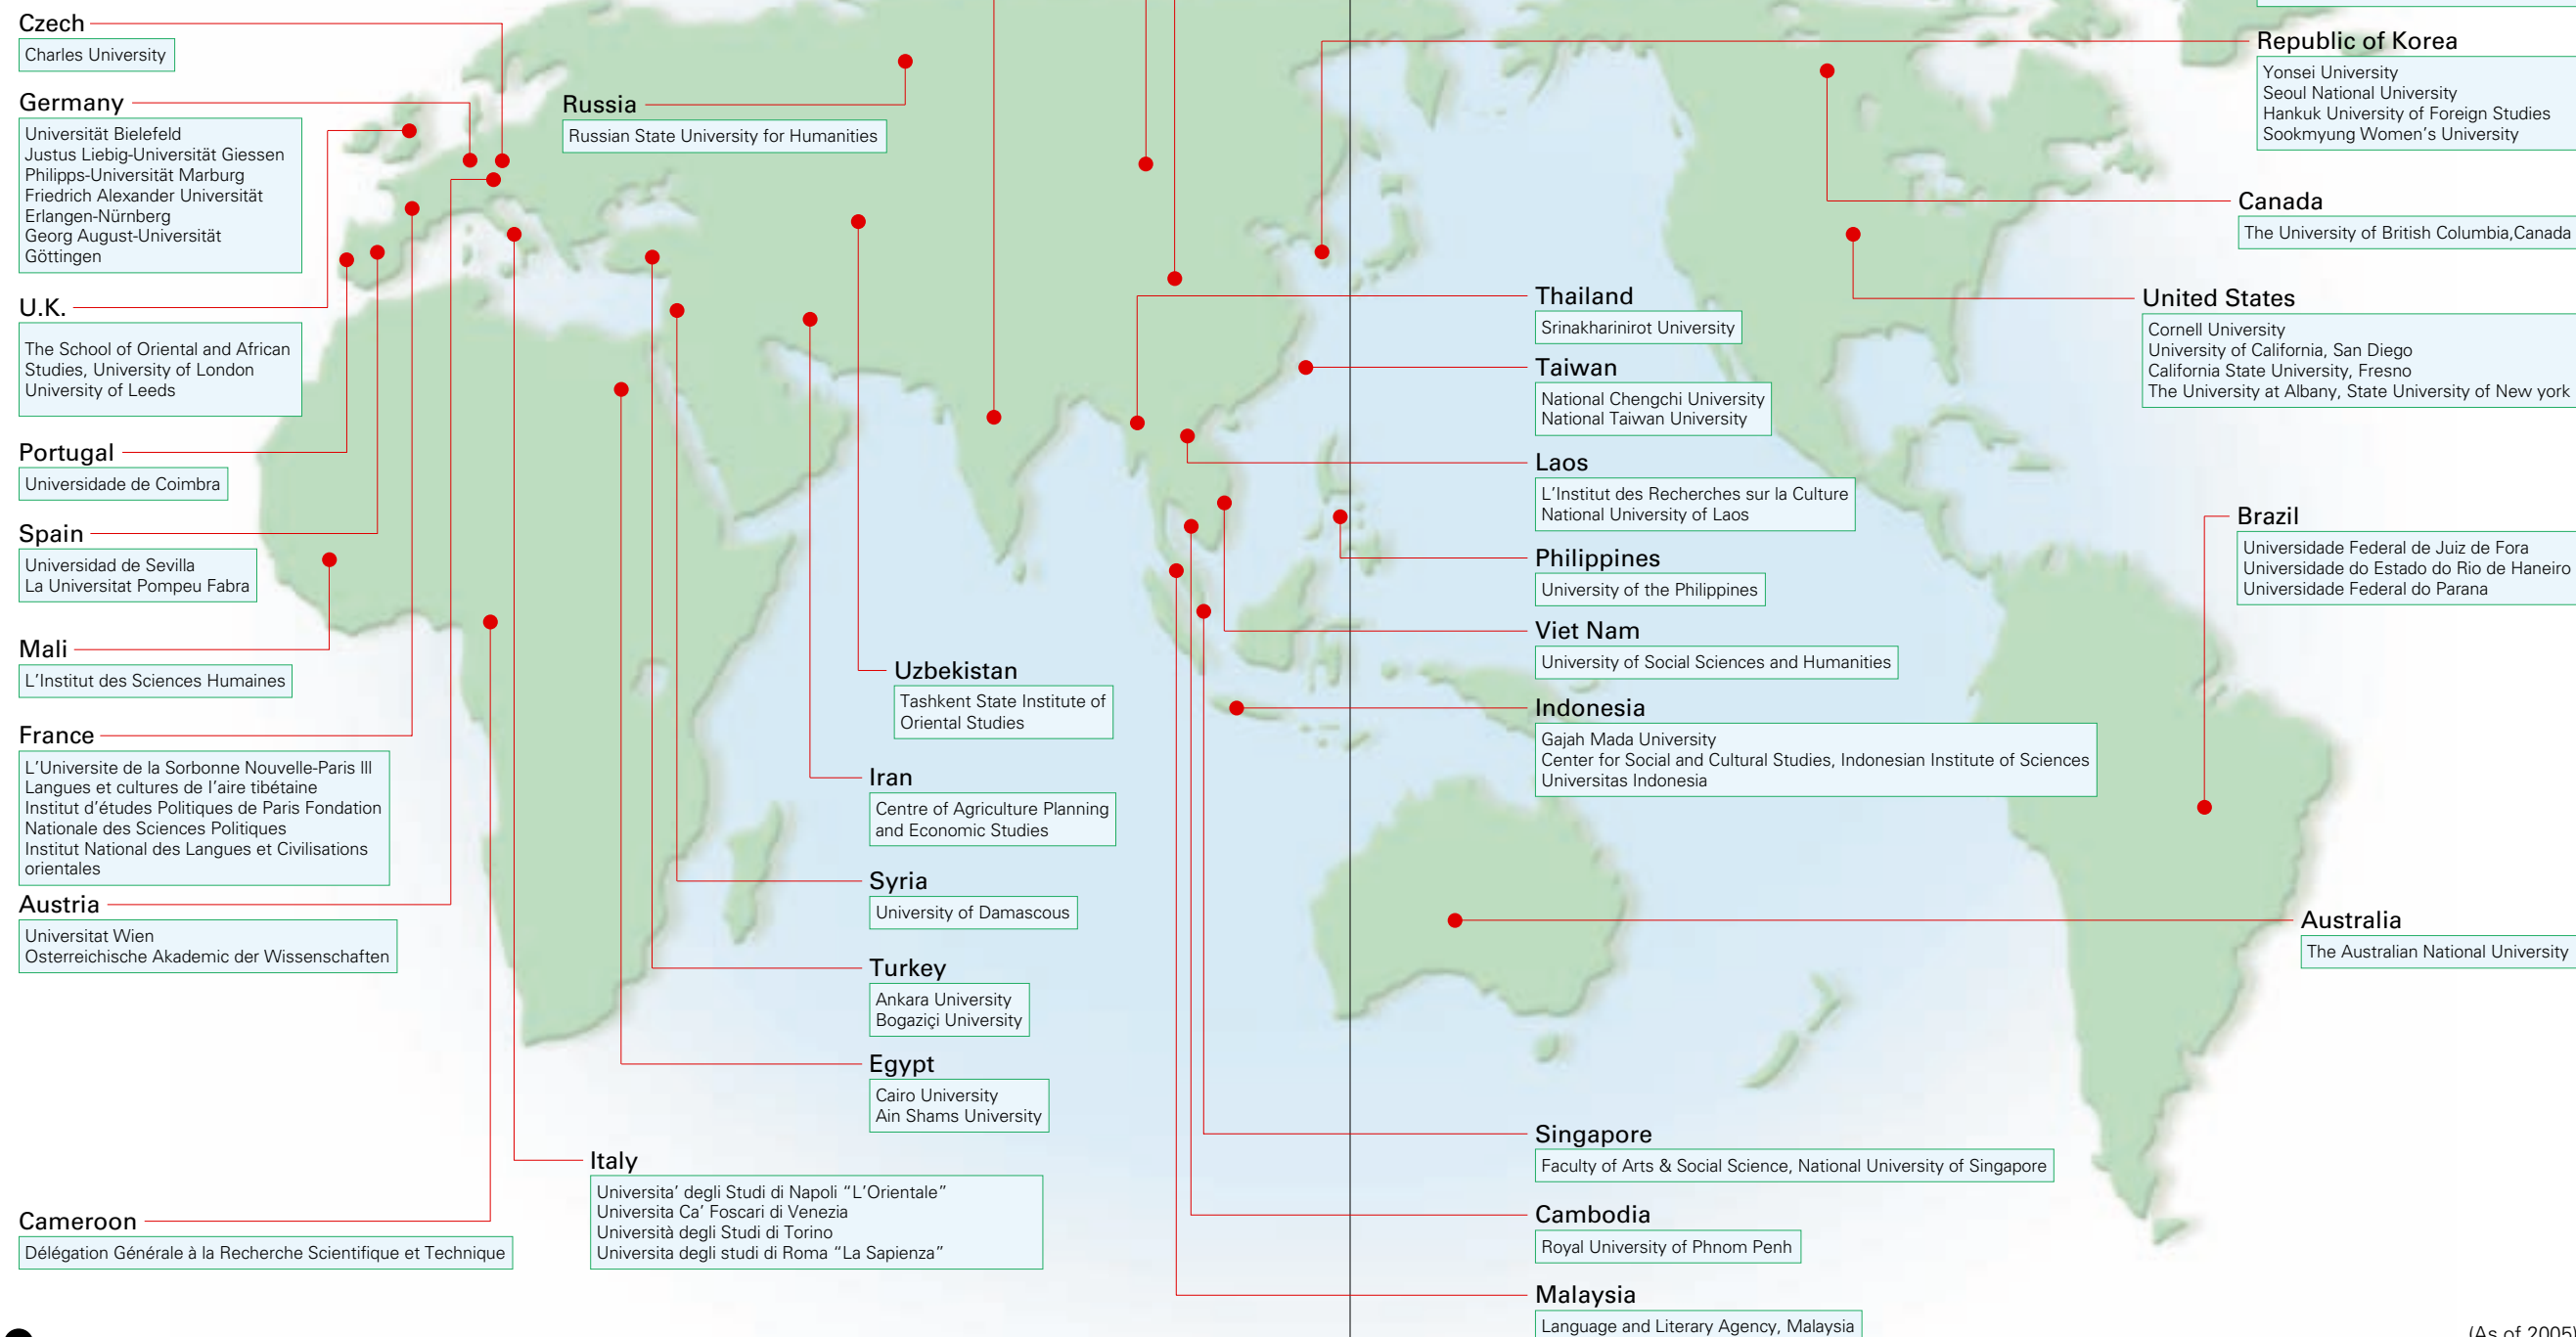 Czech
Charles University
Germany
Universität Bielefeld
Justus Liebig-Universität Giessen
Philipps-Universität Marburg
Friedrich Alexander Universität
Erlangen-Nürnberg
Georg August-Universität
Göttingen
U.K.
The School of Oriental and African
Studies, University of London
University of Leeds
Portugal
Universidade de Coimbra
Spain
Universidad de Sevilla
La Universitat Pompeu Fabra
Mali
L'Institut des Sciences Humaines
France
L'Universite de la Sorbonne Nouvelle-Paris III
Langues et cultures de l'aire tibétaine
Institut d'études Politiques de Paris Fondation
Nationale des Sciences Politiques
Institut National des Langues et Civilisations
orientales
Austria
Universitat Wien
Osterreichische Akademic der Wissenschaften
Cameroon
Délégation Générale à la Recherche Scientifique et Technique
Russia
Russian State University for Humanities
Uzbekistan
Tashkent State Institute of
Oriental Studies
Iran
Centre of Agriculture Planning
and Economic Studies
Syria
University of Damascous
Turkey
Ankara University
Bogaziçi University
Egypt
Cairo University
Ain Shams University
Italy
Universita' degli Studi di Napoli “L'Orientale”
Universita Ca' Foscari di Venezia
Università degli Studi di Torino
Universita degli studi di Roma “La Sapienza”
Thailand
Srinakharinirot University
Taiwan
National Chengchi University
National Taiwan University
Laos
L'Institut des Recherches sur la Culture
National University of Laos
Philippines
University of the Philippines
Viet Nam
University of Social Sciences and Humanities
Indonesia
Gajah Mada University
Center for Social and Cultural Studies, Indonesian Institute of Sciences
Universitas Indonesia
Singapore
Faculty of Arts & Social Science, National University of Singapore
Cambodia
Royal University of Phnom Penh
Malaysia
Language and Literary Agency, Malaysia
Republic of Korea
Yonsei University
Seoul National University
Hankuk University of Foreign Studies
Sookmyung Women's University
Canada
The University of British Columbia,Canada
United States
Cornell University
University of California, San Diego
California State University, Fresno
The University at Albany, State University of New york
Brazil
Universidade Federal de Juiz de Fora
Universidade do Estado do Rio de Haneiro
Universidade Federal do Parana
Australia
The Australian National University
(As of 2005)